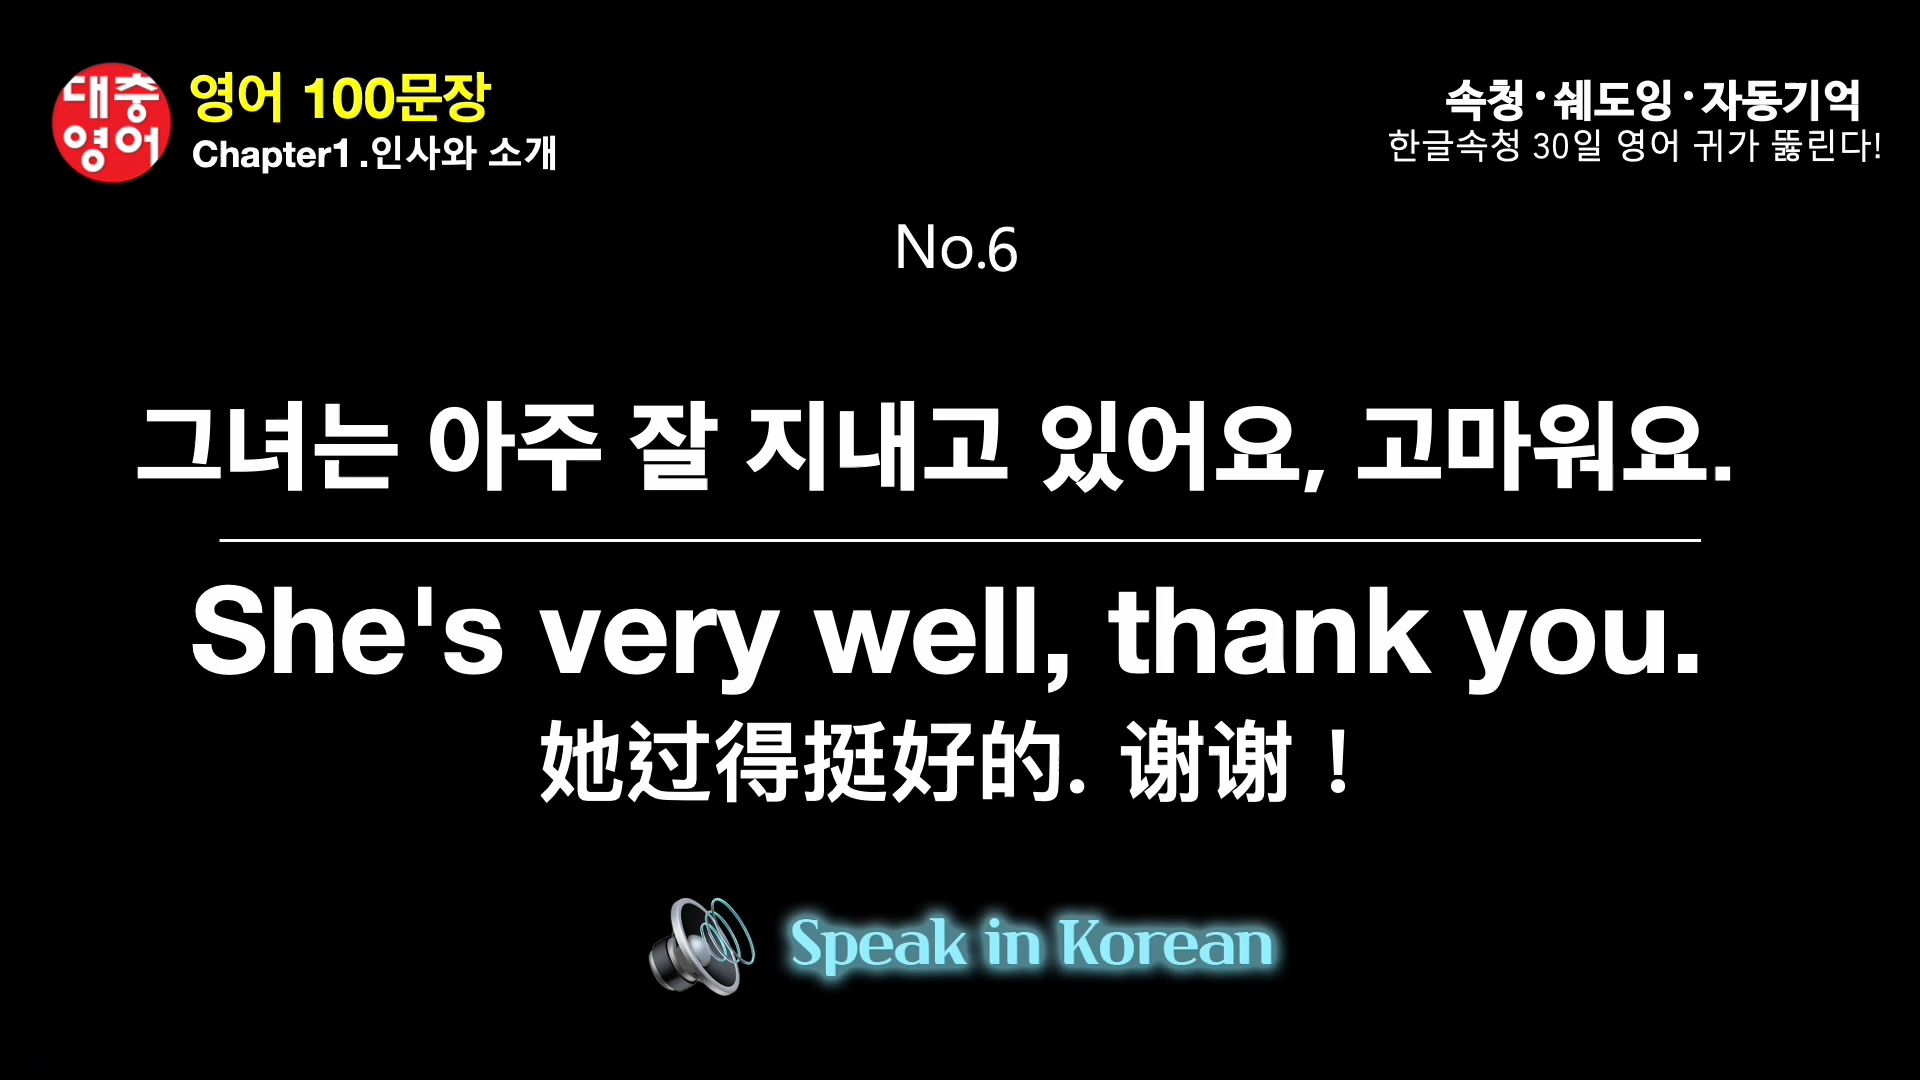 대충
영어
영어 100문장
Chapter1.인사와 소개
속청·쉐도잉·자동기억
한글속청 30일 영어 귀가 뚫린다!
No.6
그녀는 아주 잘 지내고 있어요, 고마워요.
She's very well, thank you.
她过得挺好的. 谢谢！
Speak in Korean